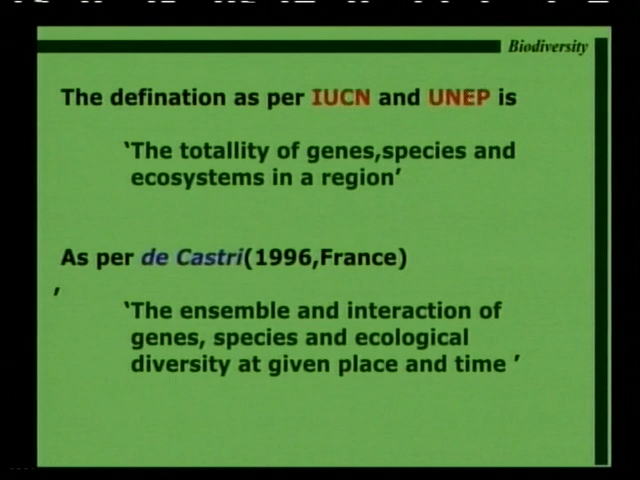 Biodiversity
The defination as per IUCN and UNEP is
‘The totallity of genes,species and
ecosystems in a region’
As per de Castri(1996,France)
’
‘The ensemble and interaction of
genes, species and ecological
diversity at given place and time ’